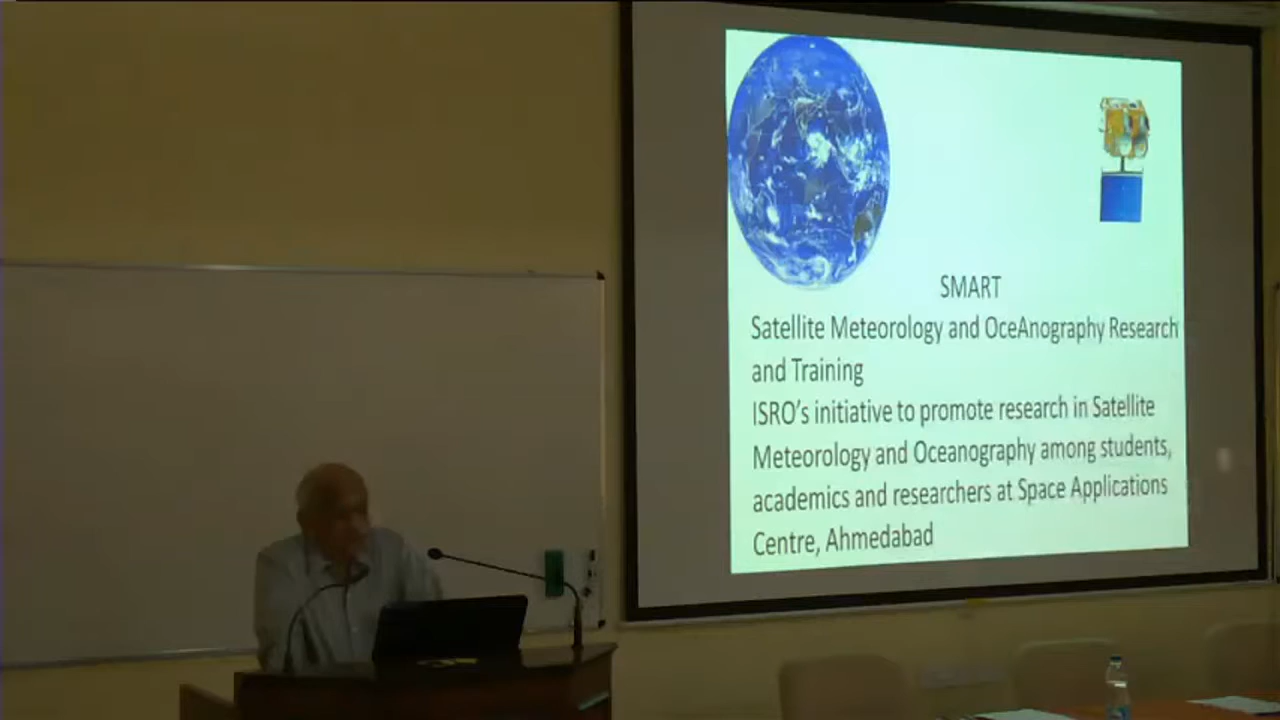 SMART
Satellite Meteorology and OceAnography Research
and Training
ISRO's initiative to promote research in Satellite
Meteorology and Oceanography among students,
academics and researchers at Space Applications
Centre, Ahmedabad